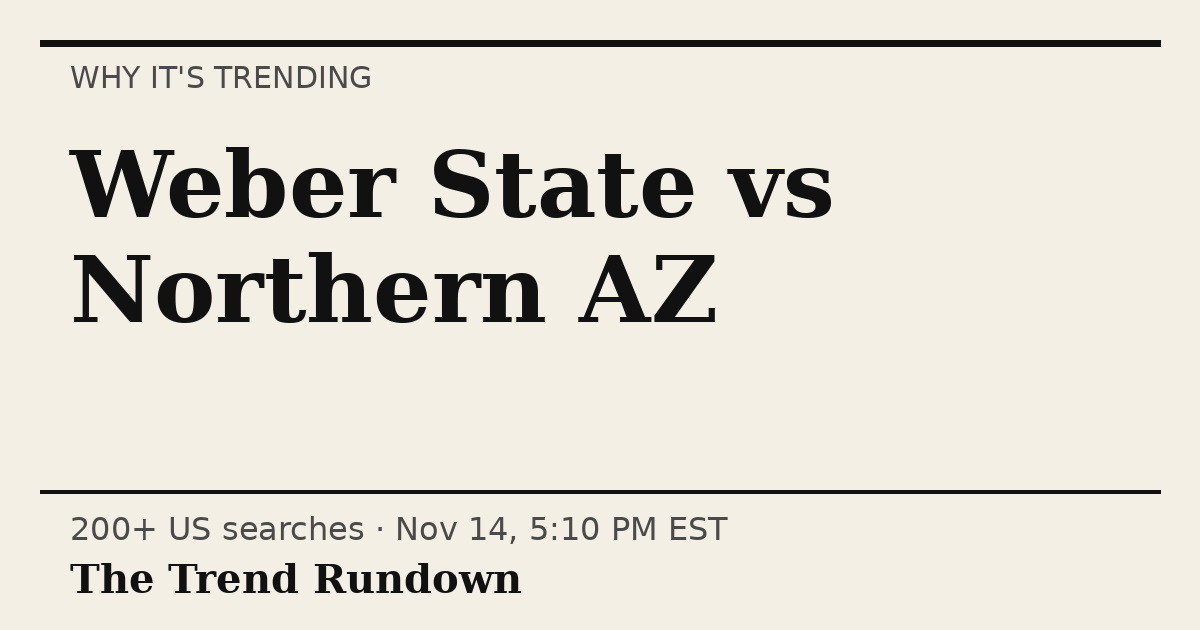 WHY IT'S TRENDING
Weber State vs
Northern AZ
200+ US searches · Nov 14, 5:10 PM EST
The Trend Rundown